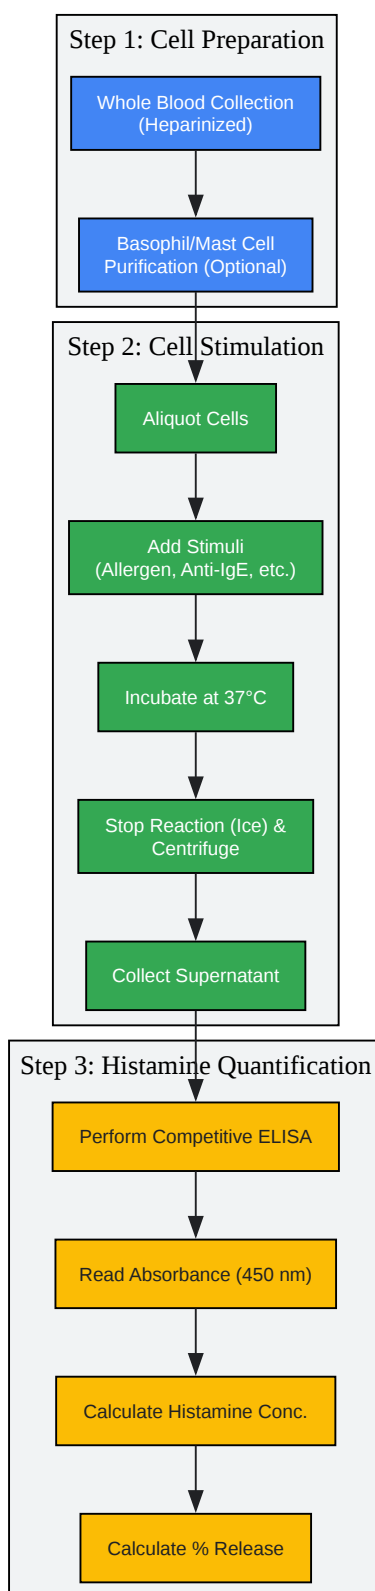 Step 1: Cell Preparation
Whole Blood Collection
(Heparinized)
Basophil/Mast Cell
Purification (Optional)
Step 2: Cell Stimulation
Aliquot Cells
Add Stimuli
(Allergen, Anti-IgE, etc.)
Incubate at 37°C
Stop Reaction (Ice) &
Centrifuge
Collect Supernatant
Step 3: Histamine Quantification
Perform Competitive ELISA
Read Absorbance (450 nm)
Calculate Histamine Conc.
Calculate % Release